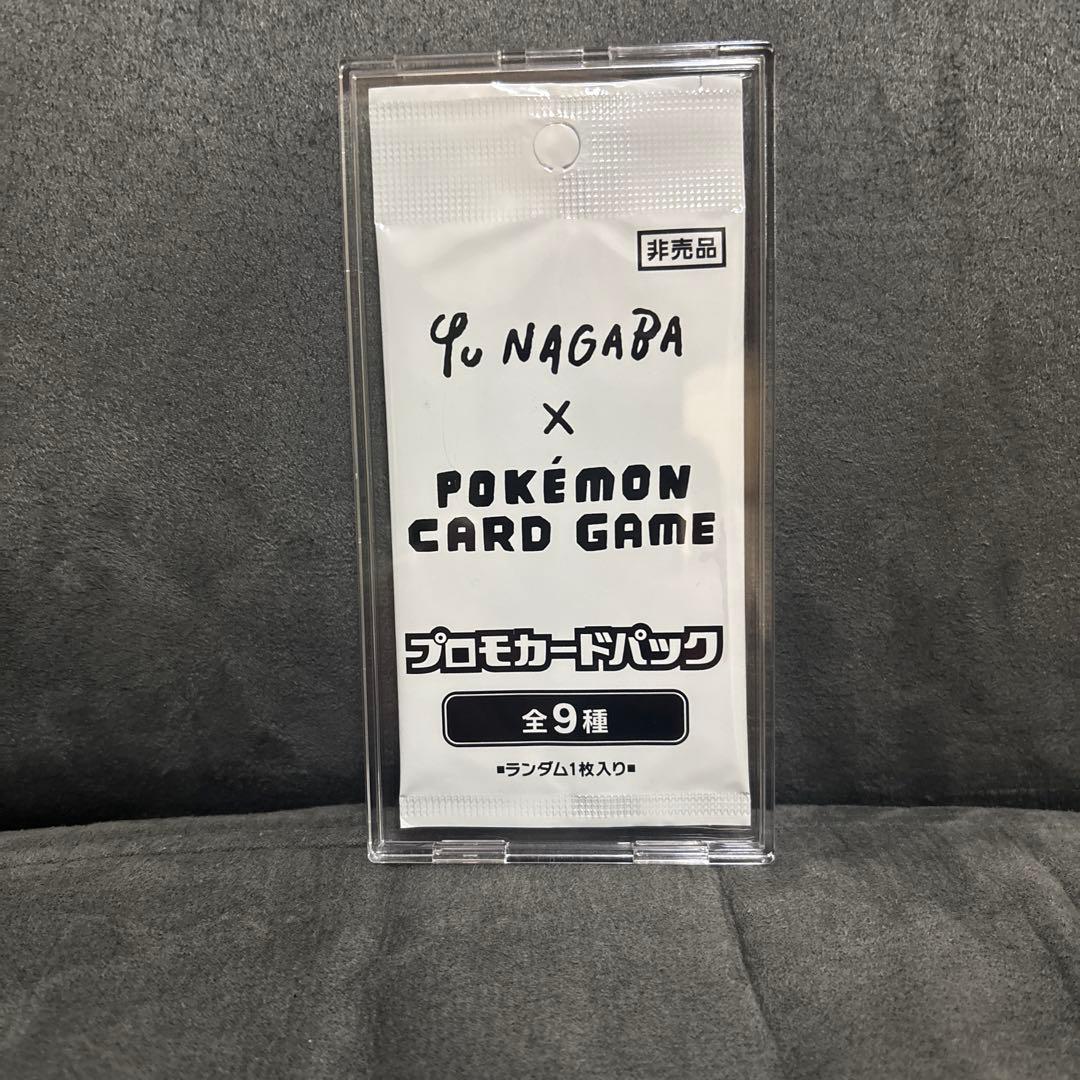 非売品
Yu NAGABA
×
POKÉMON
CARD GAME
プロモカードパック
全9種
■ランダム1枚入り■